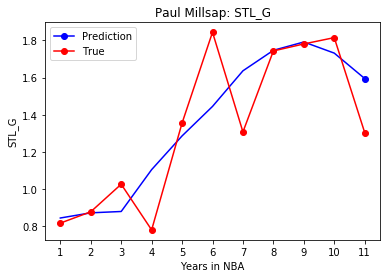 Paul Millsap: STL_G
Prediction
True
STL_G
1.8
1.6
1.4
1.2
1.0
0.8
1 2 3 4 5 6 7 8 9 10 11
Years in NBA